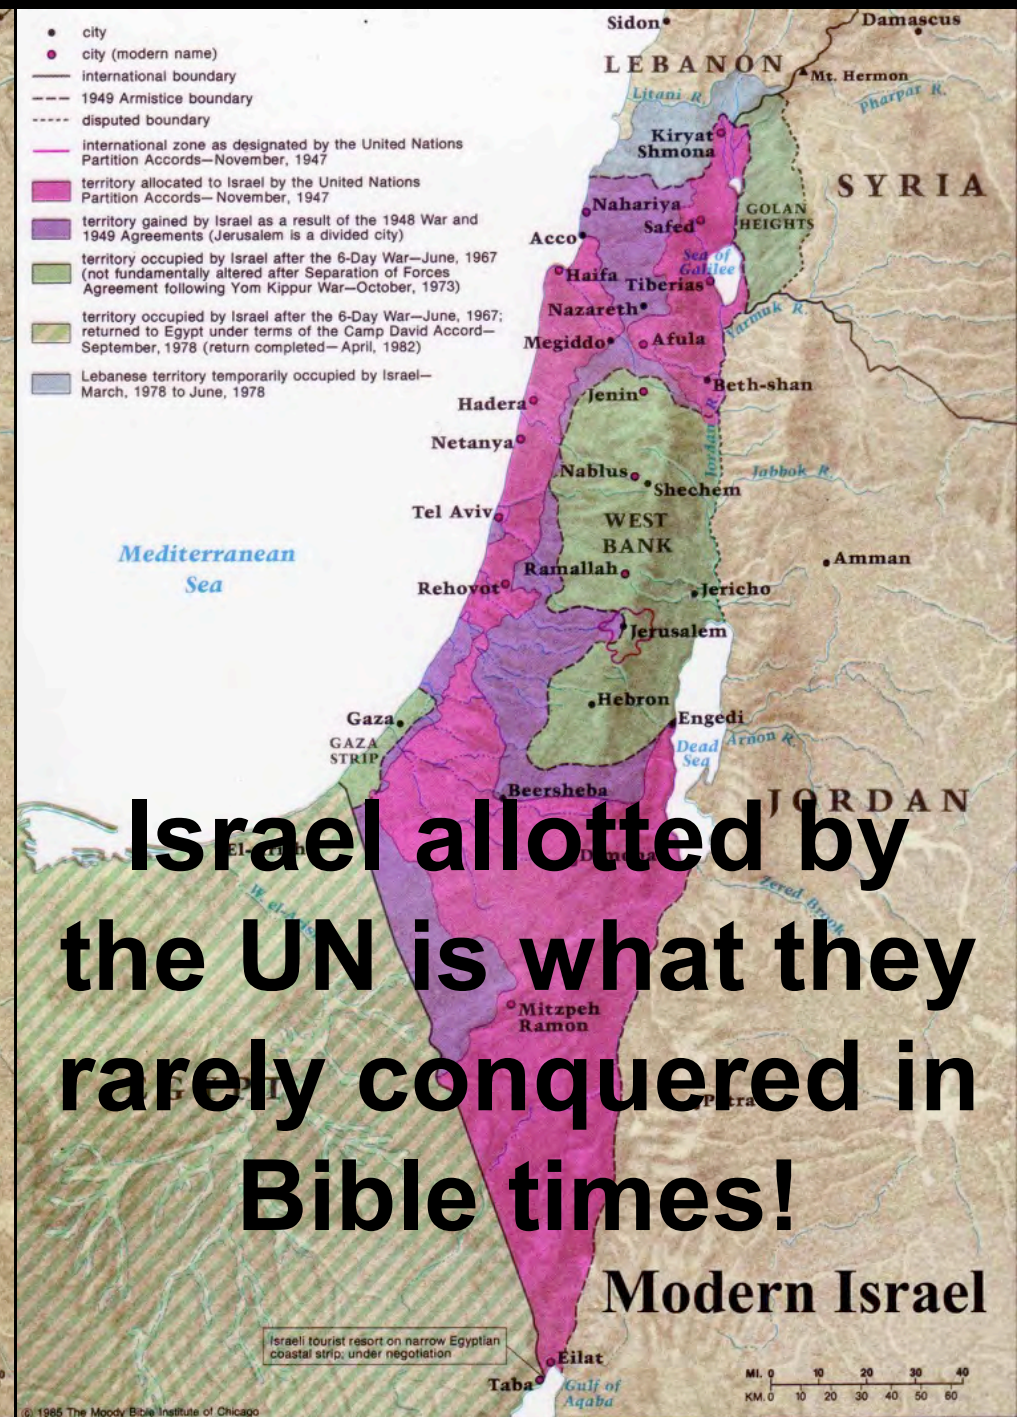 city
city (modern name)
international boundary
1949 Armistice boundary
disputed boundary
international zone as designated by the United Nations
Partition Accords—November, 1947
territory allocated to Israel by the United Nations
Partition Accords—November, 1947
territory gained by Israel as a result of the 1948 War and
1949 Agreements (Jerusalem is a divided city)
territory occupied by Israel after the 6-Day War—June, 1967
(not fundamentally altered after Separation of Forces
Agreement following Yom Kippur War—October, 1973)
territory occupied by Israel after the 6-Day War—June, 1967;
returned to Egypt under terms of the Camp David Accord—
September, 1978 (return completed—April, 1982)
Lebanese territory temporarily occupied by Israel—
March, 1978 to June, 1978
Sidon
Damascus
LEBANON
Mt. Hermon
Litani R.
Pharpar R.
Kiryat
Shmona
SYRIA
Nahariya
GOLAN
HEIGHTS
Safed
Acco
Sea of
Galilee
Haifa
Tiberias
Nazareth
Yarmuk R.
Megiddo
Afula
Beth-shan
Jenin
Hadera
Jordan R.
Netanya
Nablus
Jabbok R.
Shechem
Tel Aviv
WEST
BANK
Mediterranean
Sea
Amman
Ramallah
Rehovot
Jericho
Jerusalem
Hebron
Gaza
Engedi
GAZA
STRIP
Dead
Sea
Arnon R.
Beersheba
JORDAN
Israel allotted by
the UN is what they
rarely conquered in
Bible times!
Zered Brook
Mitzpeh
Ramon
EGYPT
Petra
Modern Israel
Israeli tourist resort on narrow Egyptian
coastal strip; under negotiation
Eilat
Taba
Gulf of
Aqaba
MI. 0 10 20 30 40
KM. 0 10 20 30 40 50 60
© 1985 The Moody Bible Institute of Chicago